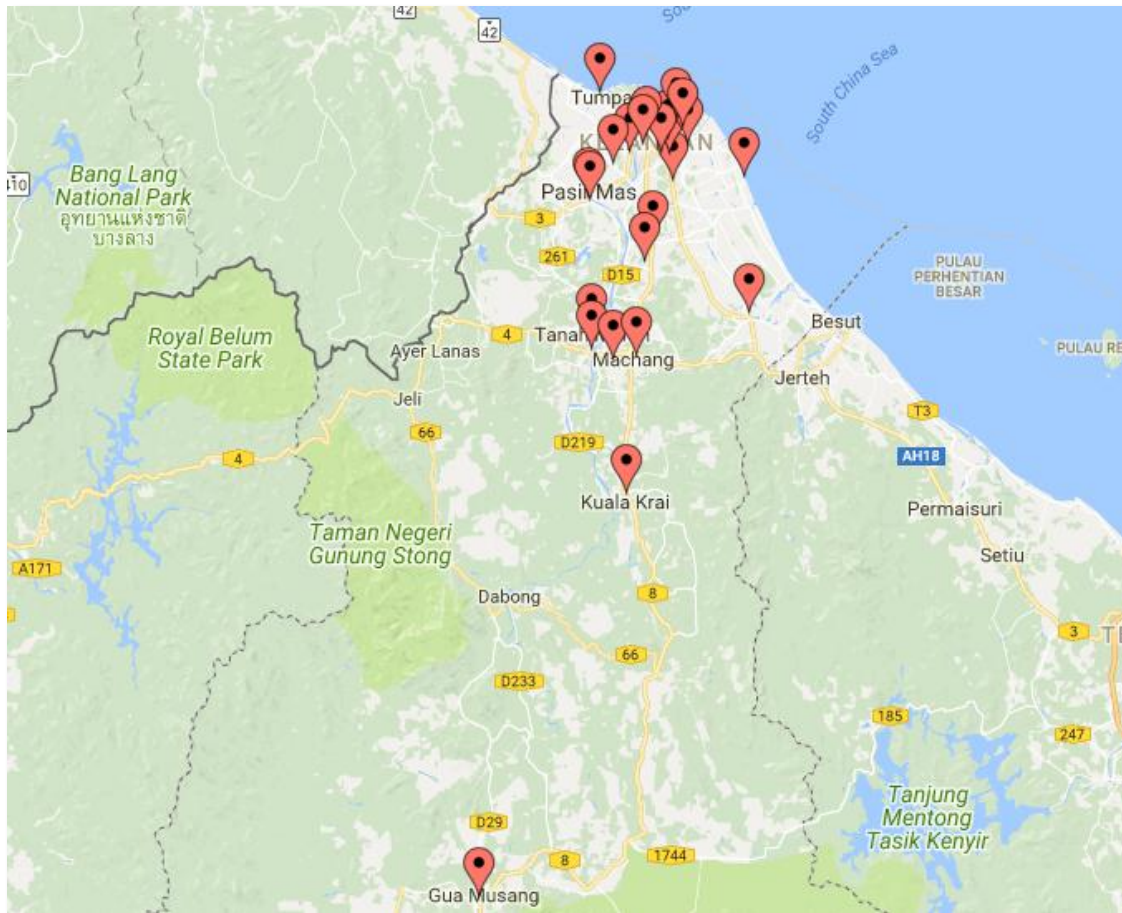 42
42
So
South China Sea
Tumpa
410
Bang Lang
National Park
อุทยานแห่งชาติ
บางลาง
Pasir Mas
3
261
D15
PULAU
PERHENTIAN
BESAR
Royal Belum
State Park
Besut
PULAU RE
4
Ayer Lanas
Machang
Jerteh
Jeli
T3
66
D219
4
AH18
Kuala Krai
Permaisuri
Taman Negeri
Gunung Stong
Setiu
A171
Dabong
8
3
66
D233
185
247
Tanjung
Mentong
Tasik Kenyir
D29
8
1744
Gua Musang